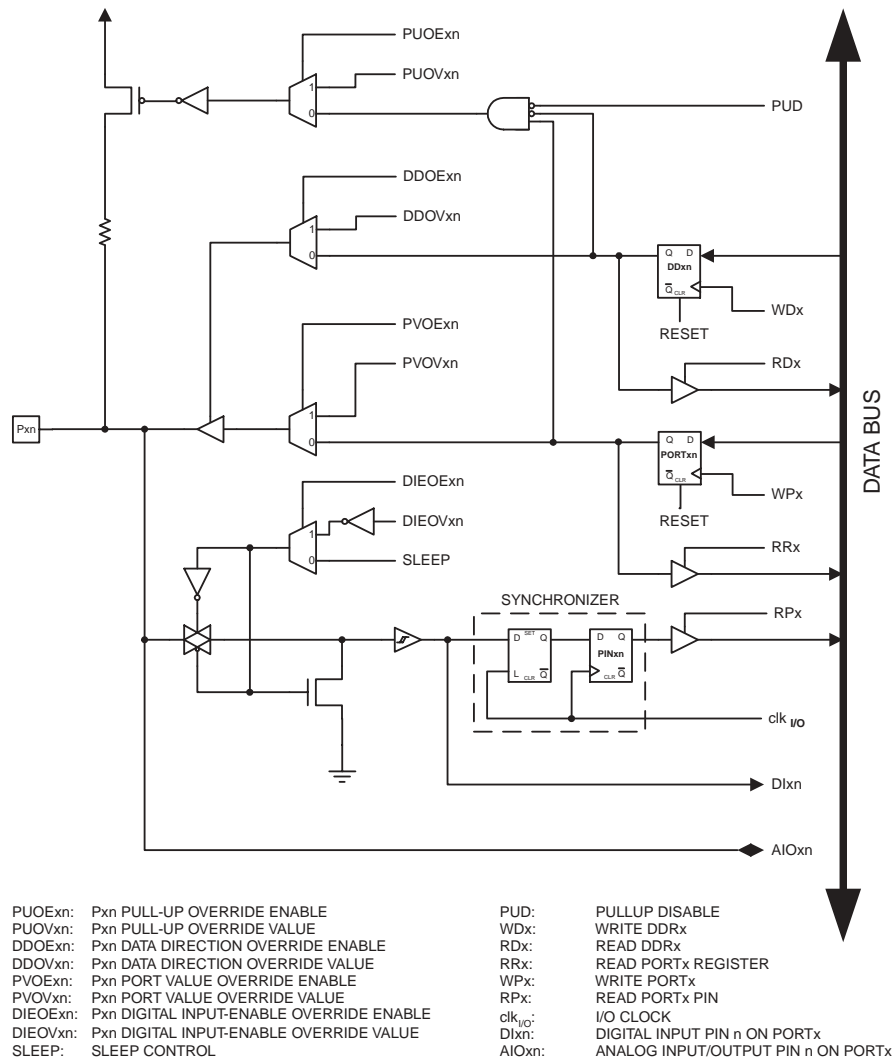 PUOExn
PUOVxn
1
0
PUD
DDOExn
DDOVxn
1
0
Q D
DDxn
Q CLR
WDx
RESET
RDx
PVOExn
PVOVxn
1
0
Pxn
Q D
PORTxn
Q CLR
WPx
RESET
RRx
DATA BUS
DIEOExn
DIEOVxn
1
0
SLEEP
SYNCHRONIZER
RPx
D SET Q
L CLR Q
D Q
PINxn
CLR Q
clk I/O
DIxn
AIOxn
PUOExn: Pxn PULL-UP OVERRIDE ENABLE
PUOVxn: Pxn PULL-UP OVERRIDE VALUE
DDOExn: Pxn DATA DIRECTION OVERRIDE ENABLE
DDOVxn: Pxn DATA DIRECTION OVERRIDE VALUE
PVOExn: Pxn PORT VALUE OVERRIDE ENABLE
PVOVxn: Pxn PORT VALUE OVERRIDE VALUE
DIEOExn: Pxn DIGITAL INPUT-ENABLE OVERRIDE ENABLE
DIEOVxn: Pxn DIGITAL INPUT-ENABLE OVERRIDE VALUE
SLEEP: SLEEP CONTROL
PUD: PULLUP DISABLE
WDx: WRITE DDRx
RDx: READ DDRx
RRx: READ PORTx REGISTER
WPx: WRITE PORTx
RPx: READ PORTx PIN
clk I/O: I/O CLOCK
DIxn: DIGITAL INPUT PIN n ON PORTx
AIOxn: ANALOG INPUT/OUTPUT PIN n ON PORTx